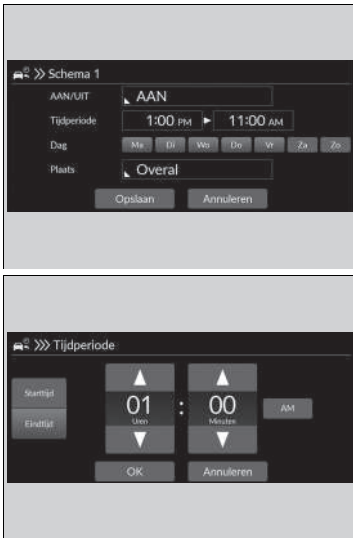 Schema 1
AAN/UIT AAN
Tijdperiode 1:00 PM ► 11:00 AM
Dag Ma Di Wo Do Vr Za Zo
Plaats Overal
Opslaan Annuleren
Tijdperiode
Starttijd
01 : 00 AM
Uren Minuten
Eindtijd
OK Annuleren